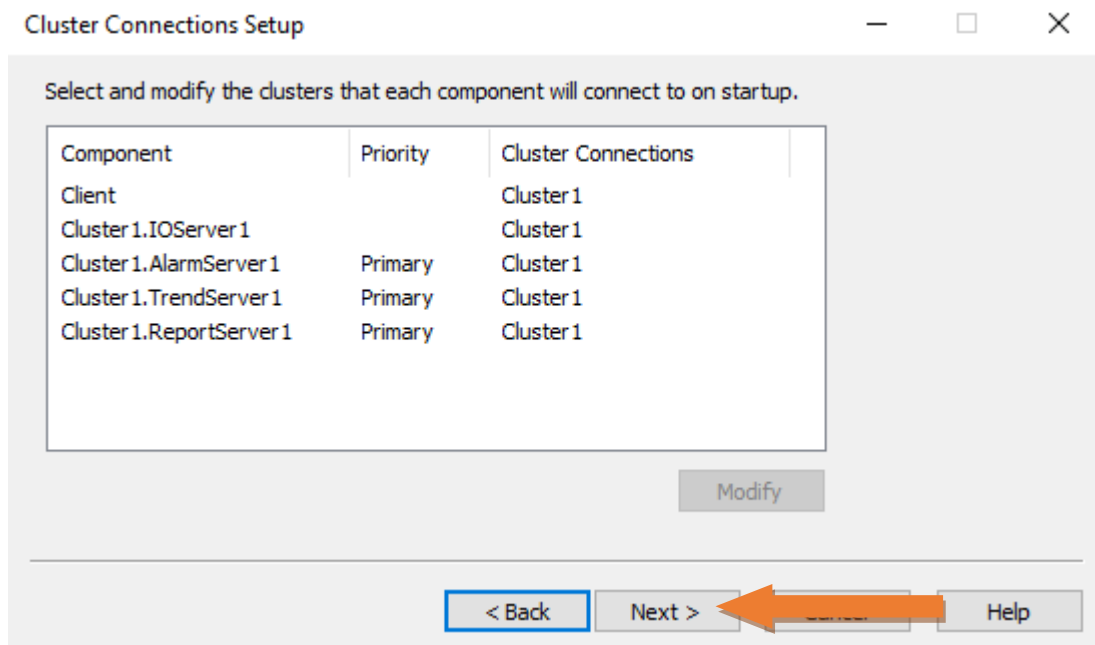 Cluster Connections Setup
Select and modify the clusters that each component will connect to on startup.
Component Priority Cluster Connections
Client Cluster1
Cluster1.IOServer1 Cluster1
Cluster1.AlarmServer1 Primary Cluster1
Cluster1.TrendServer1 Primary Cluster1
Cluster1.ReportServer1 Primary Cluster1
Modify
< Back Next > Help